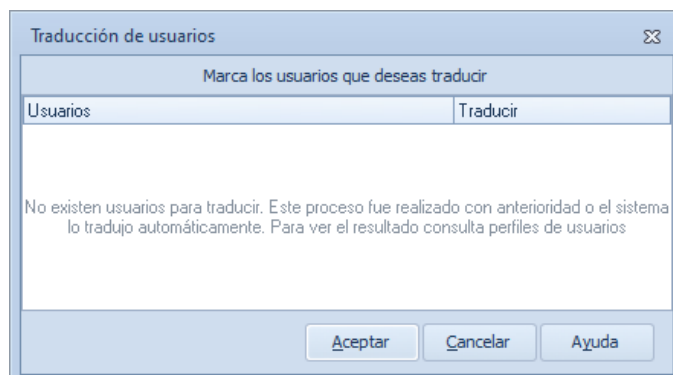 Traducción de usuarios
Marca los usuarios que deseas traducir
Usuarios Traducir
No existen usuarios para traducir. Este proceso fue realizado con anterioridad o el sistema
lo tradujo automáticamente. Para ver el resultado consulta perfiles de usuarios
Aceptar Cancelar Ayuda